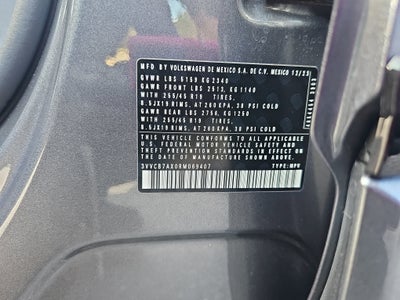 MFD BY VOLKSWAGEN DE MEXICO S.A. DE C.V. MEXICO 12/23
GVWR LBS 5159 KG 2340
GAWR FRONT LBS 2513, KG 1140
WITH 255/45 R19 TIRES,
8.5JX19 RIMS, AT 260 KPA, 38 PSI COLD
GAWR REAR LBS 2756, KG 1250
WITH 255/45 R19 TIRES,
8.5JX19 RIMS, AT 260 KPA, 38 PSI COLD
THIS VEHICLE CONFORMS TO ALL APPLICABLE
U.S. FEDERAL MOTOR VEHICLE SAFETY AND
THEFT PREVENTION STANDARDS IN EFFECT ON
THE DATE OF MANUFACTURE SHOWN ABOVE.
3VVCB7AX0RM069407 TYPE: MPV